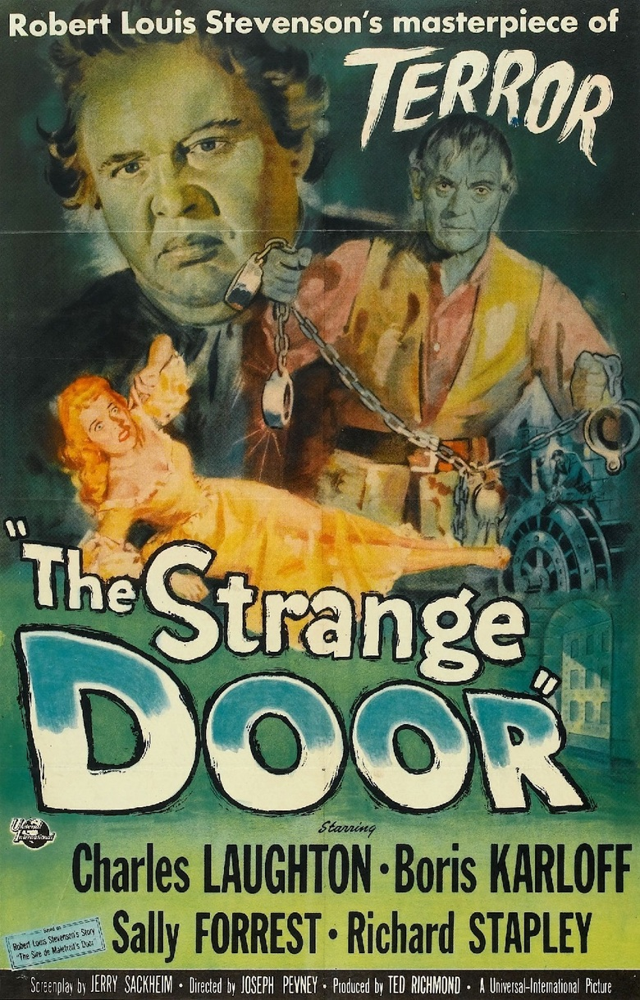 Robert Louis Stevenson's masterpiece of
TERROR
"The Strange
DOOR"
Universal
International
Starring
Charles LAUGHTON • Boris KARLOFF
Sally FORREST • Richard STAPLEY
Based on
Robert Louis Stevenson's Story
"The Sire de Maletroit's Door"
Screenplay by JERRY SACKHEIM • Directed by JOSEPH PEVNEY • Produced by TED RICHMOND • A Universal-International Picture